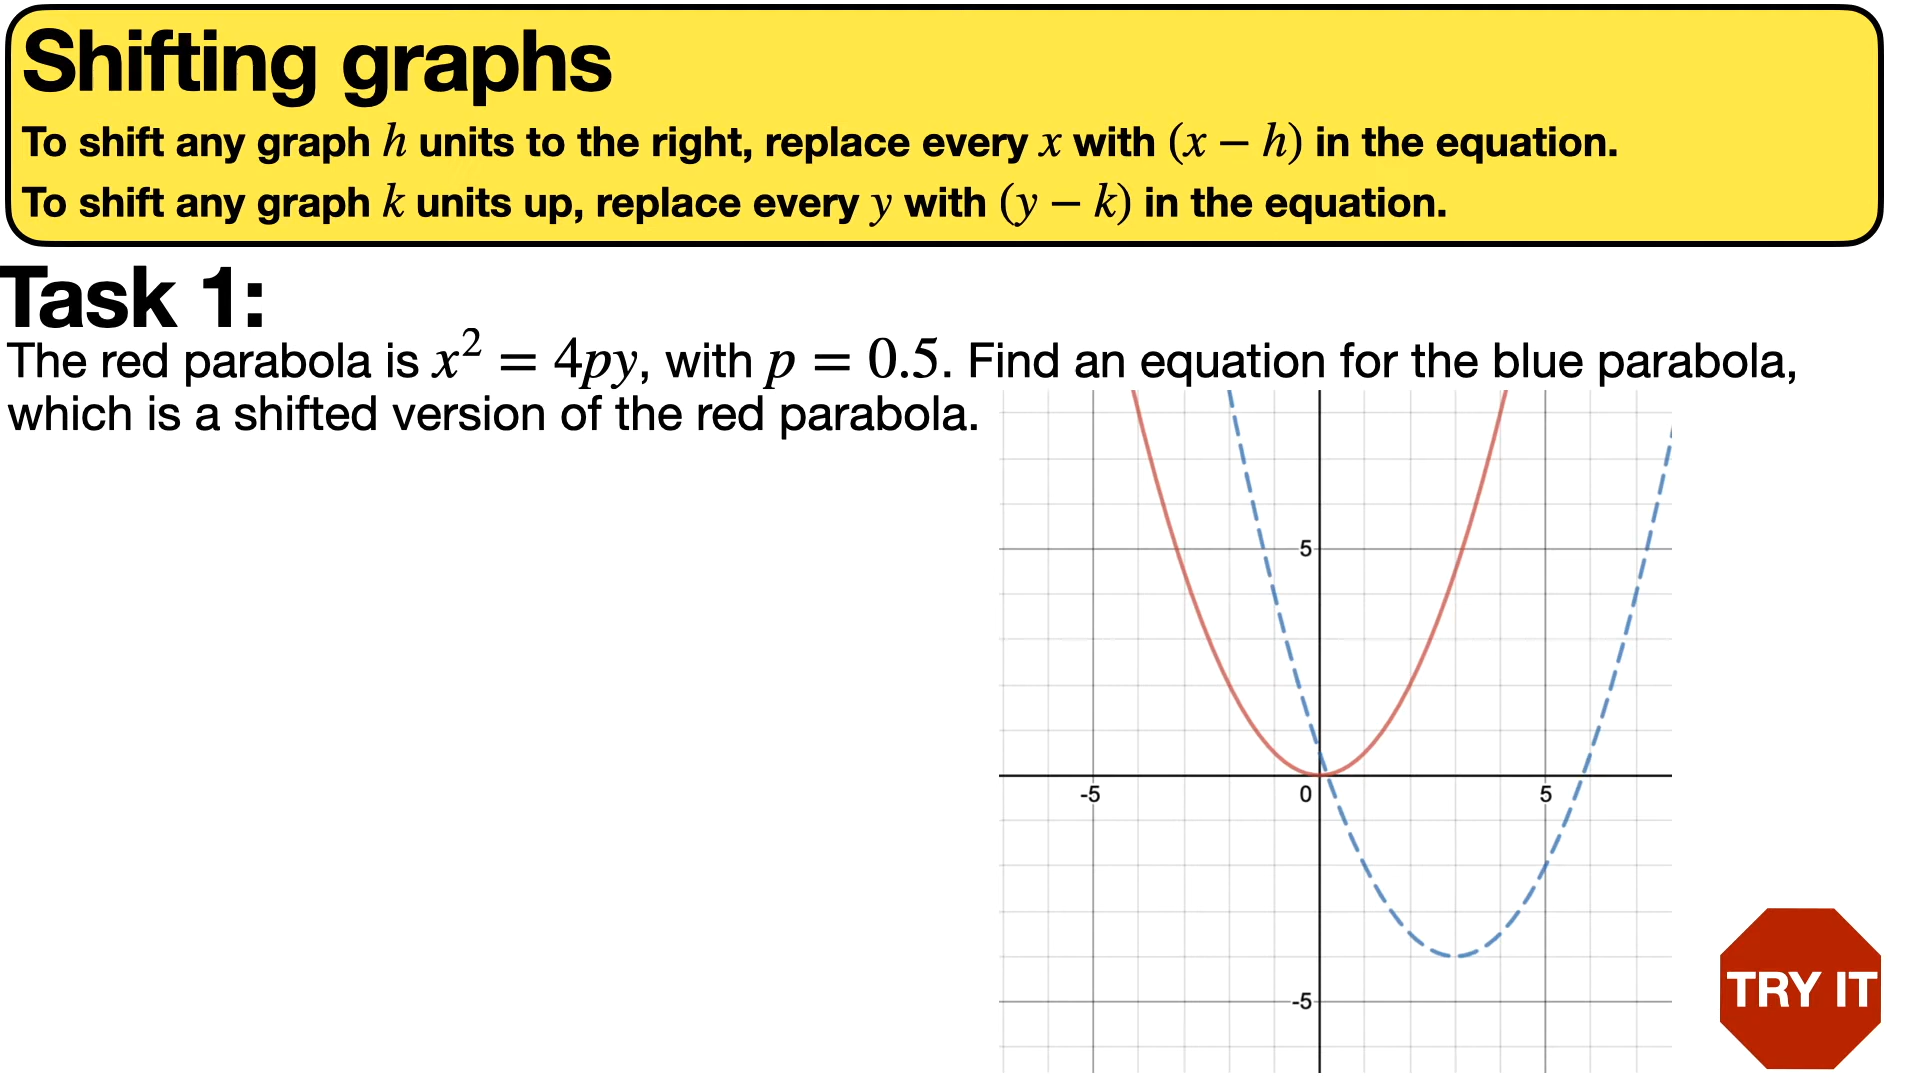 Shifting graphs
To shift any graph h units to the right, replace every x with (x − h) in the equation.
To shift any graph k units up, replace every y with (y − k) in the equation.
Task 1:
The red parabola is x² = 4py, with p = 0.5. Find an equation for the blue parabola,
which is a shifted version of the red parabola.
5
-5 0 5
-5
TRY IT